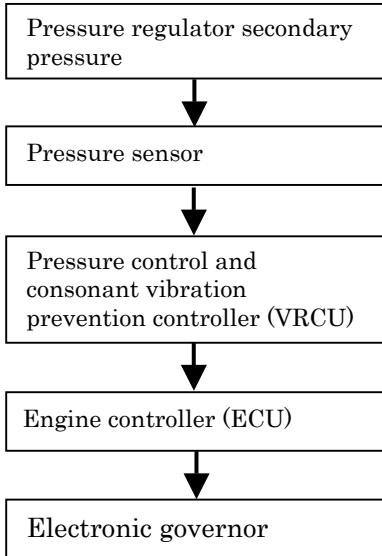 Pressure regulator secondary
pressure
Pressure sensor
Pressure control and
consonant vibration
prevention controller (VRCU)
Engine controller (ECU)
Electronic governor